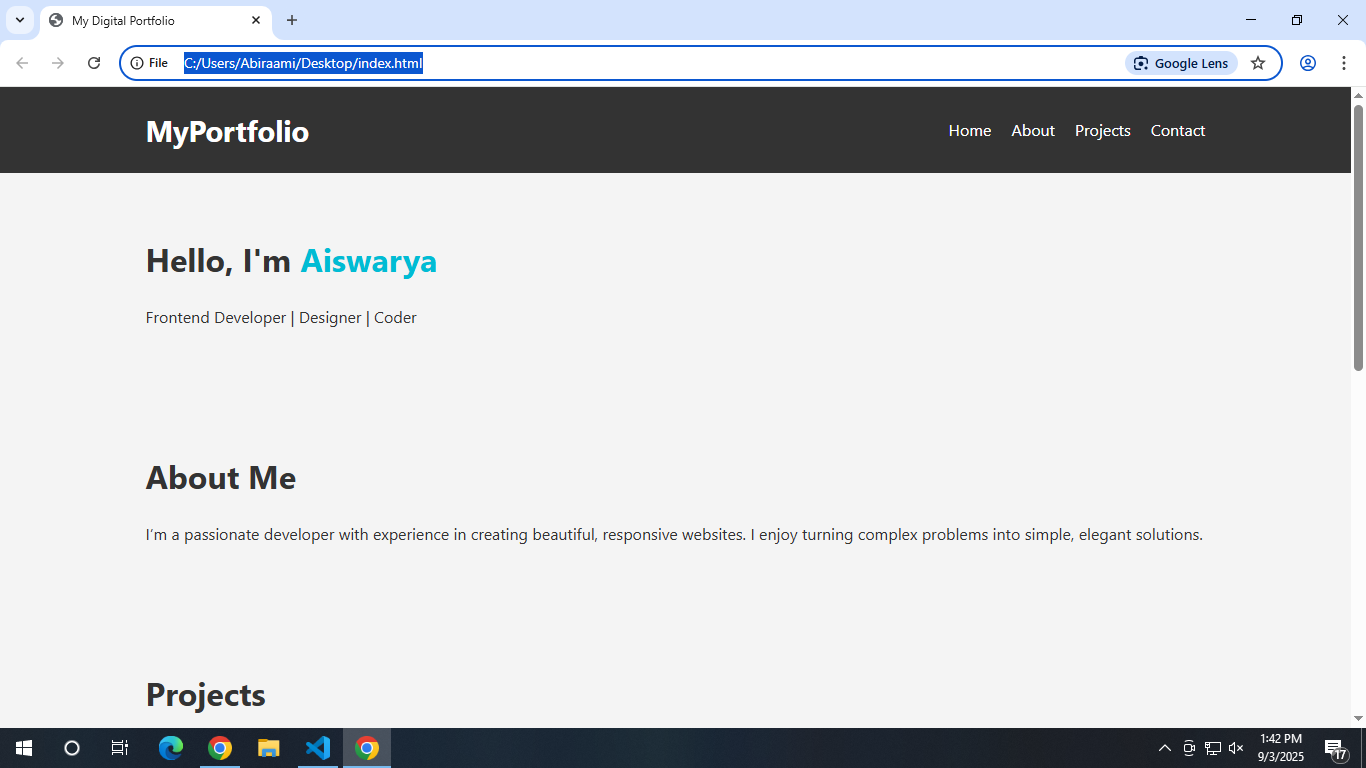 My Digital Portfolio
File C:/Users/Abiraami/Desktop/index.html Google Lens
MyPortfolio
Home About Projects Contact
Hello, I'm Aiswarya
Frontend Developer | Designer | Coder
About Me
I’m a passionate developer with experience in creating beautiful, responsive websites. I enjoy turning complex problems into simple, elegant solutions.
Projects
1:42 PM
9/3/2025
17